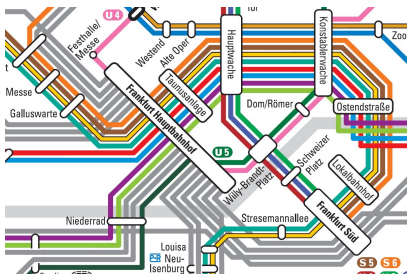 U4
Tor
Festhalle/
Messe
Westend
Alte Oper
Hauptwache
Konstablerwache
Zoo
t
Messe
Galluswarte
Taunusanlage
Frankfurt Hauptbahnhof
Dom/Römer
Ostendstraße
U5
Willy-Brandt-
Platz
Schweizer
Platz
Lokalbahnhof
Frankfurt Süd
Niederrad
Stresemannallee
Louisa
Neu-
Isenburg
S5
S6